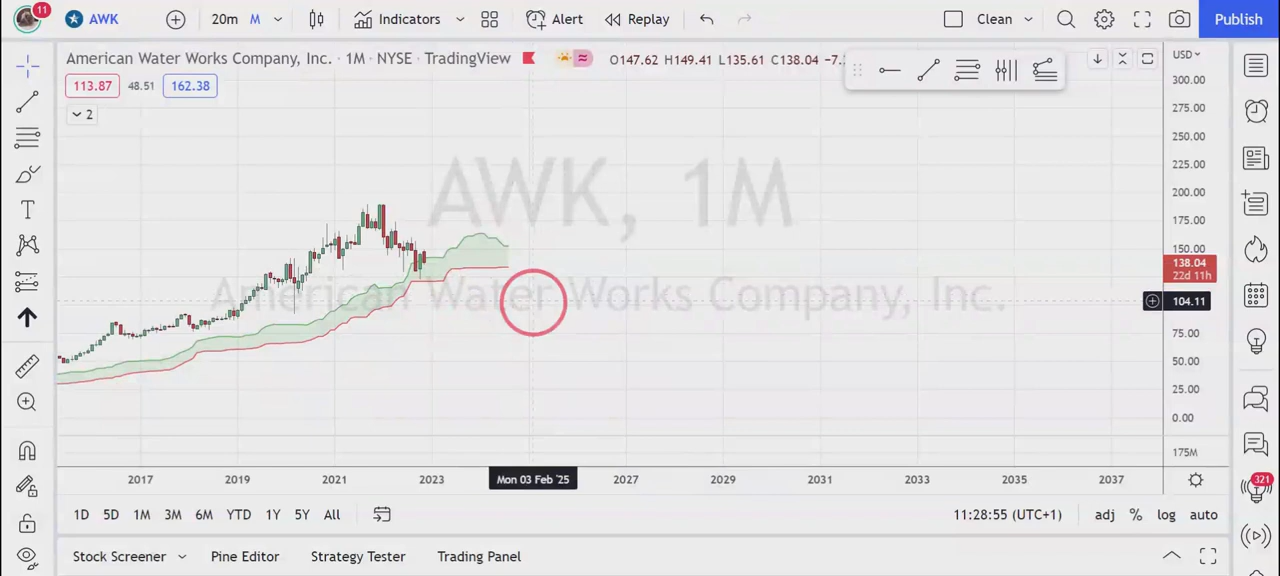 11
AWK
20m
M
Indicators
Alert
Replay
Clean
Publish
American Water Works Company, Inc. · 1M · NYSE · TradingView
O147.62 H149.41 L135.61 C138.04
113.87
48.51
162.38
2
USD
300.00
275.00
250.00
225.00
200.00
175.00
150.00
138.04
22d 11h
104.11
75.00
50.00
25.00
0.00
175M
AWK, 1M
American Water Works Company, Inc.
2017
2019
2021
2023
Mon 03 Feb '25
2027
2029
2031
2033
2035
2037
321
1D
5D
1M
3M
6M
YTD
1Y
5Y
All
11:28:55 (UTC+1)
adj
%
log
auto
Stock Screener
Pine Editor
Strategy Tester
Trading Panel